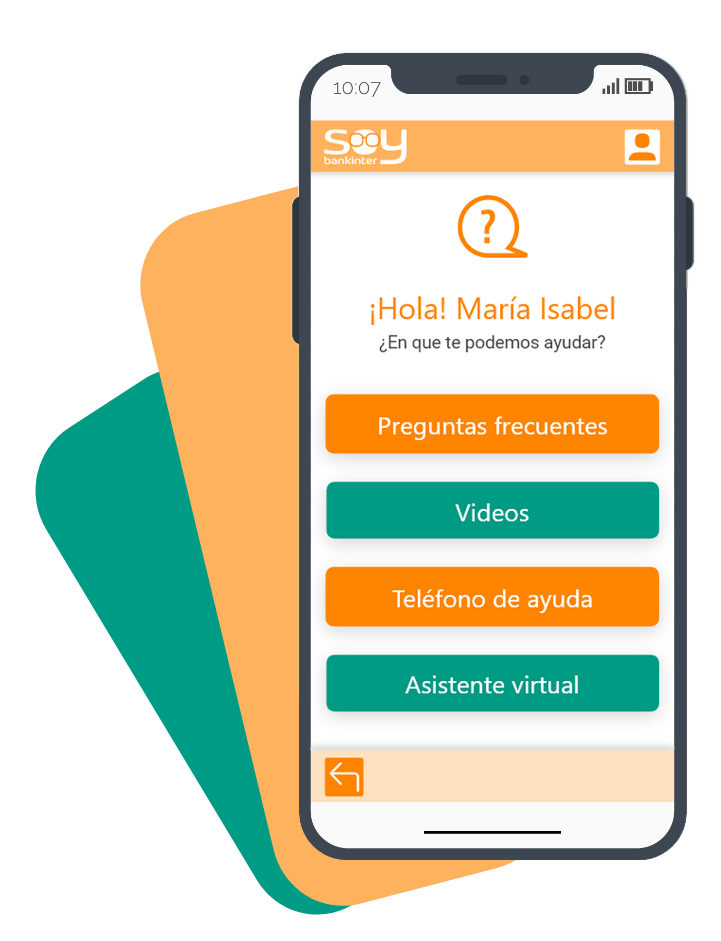 10:07
soy
bankinter
?
¡Hola! María Isabel
¿En que te podemos ayudar?
Preguntas frecuentes
Videos
Teléfono de ayuda
Asistente virtual